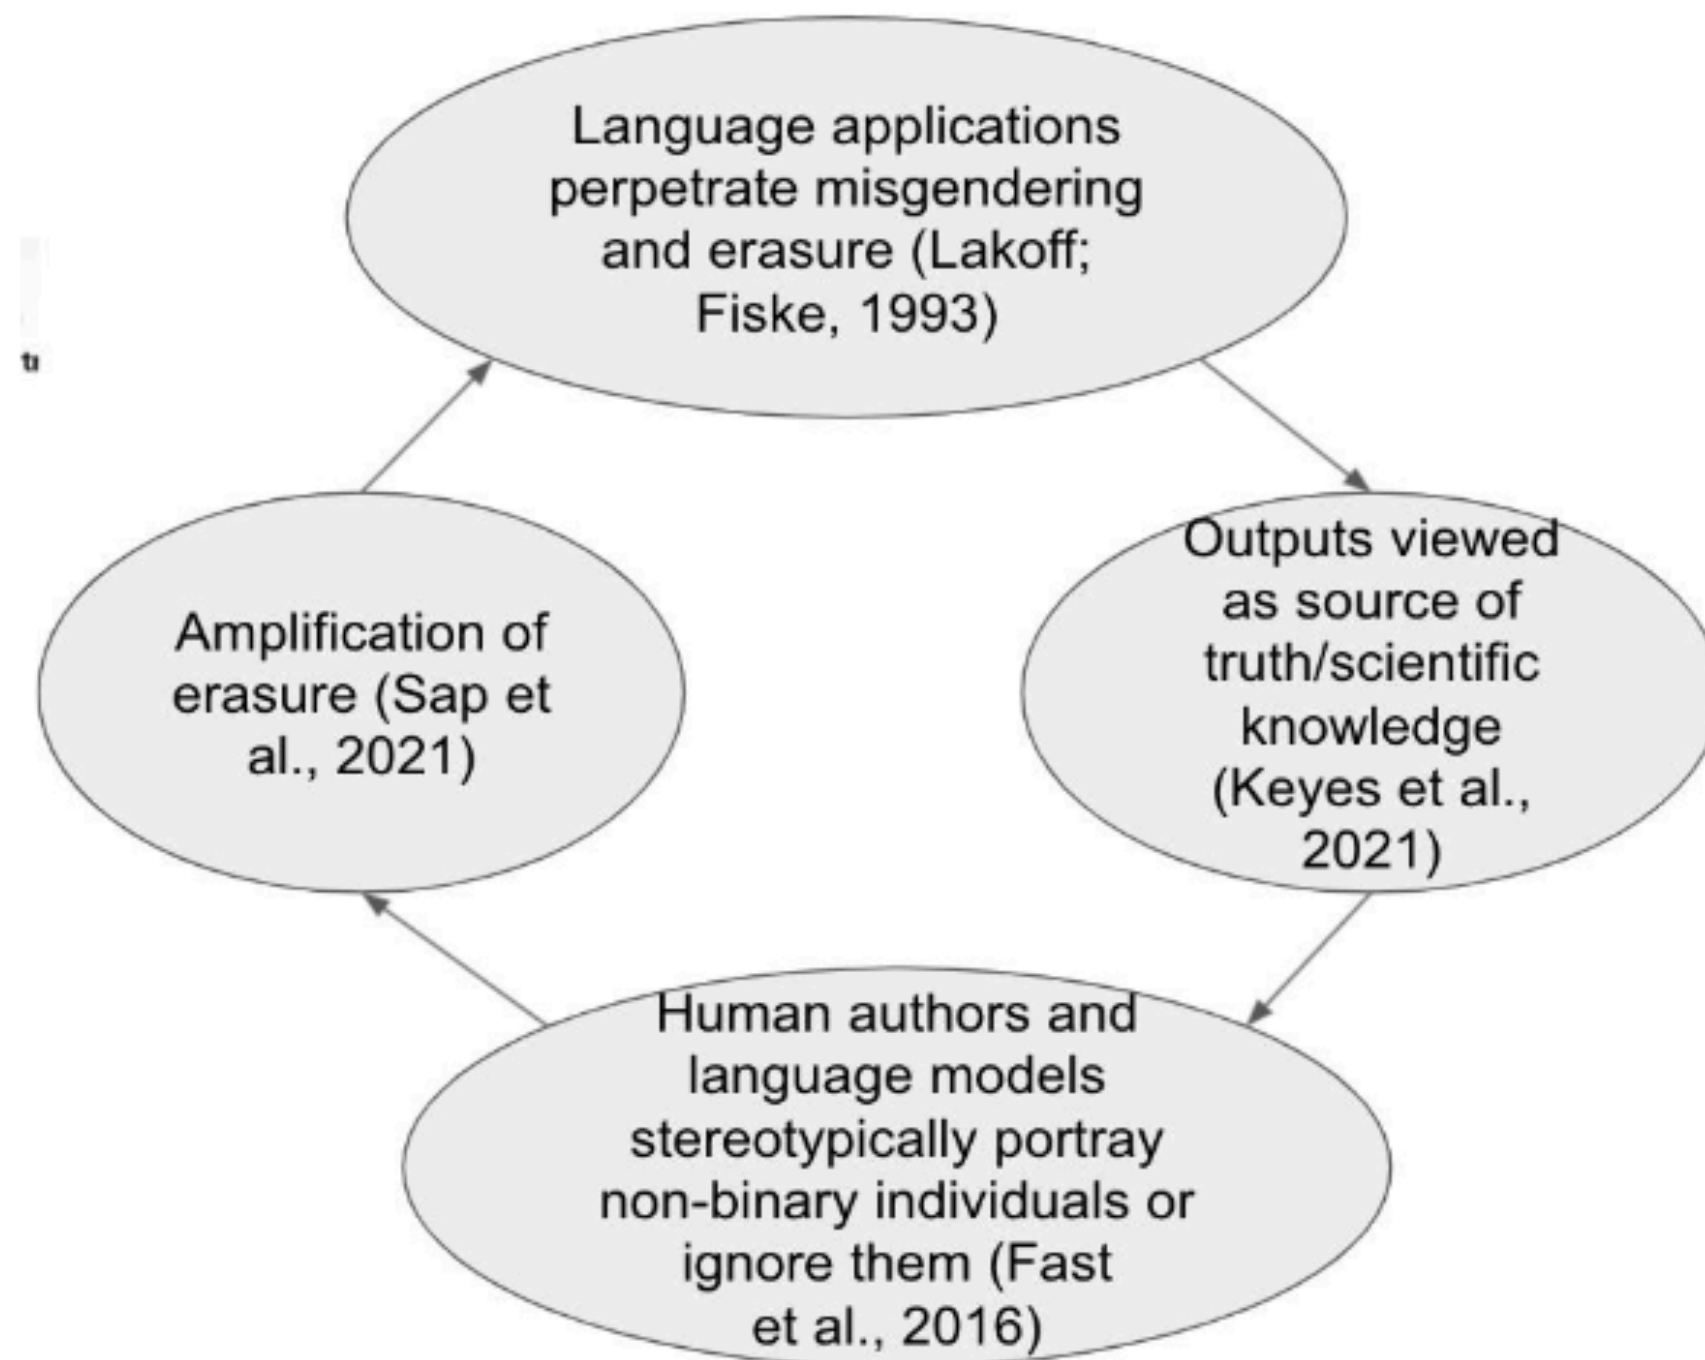 Language applications
perpetrate misgendering
and erasure (Lakoff;
Fiske, 1993)
Outputs viewed
as source of
truth/scientific
knowledge
(Keyes et al.,
2021)
Amplification of
erasure (Sap et
al., 2021)
Human authors and
language models
stereotypically portray
non-binary individuals or
ignore them (Fast
et al., 2016)